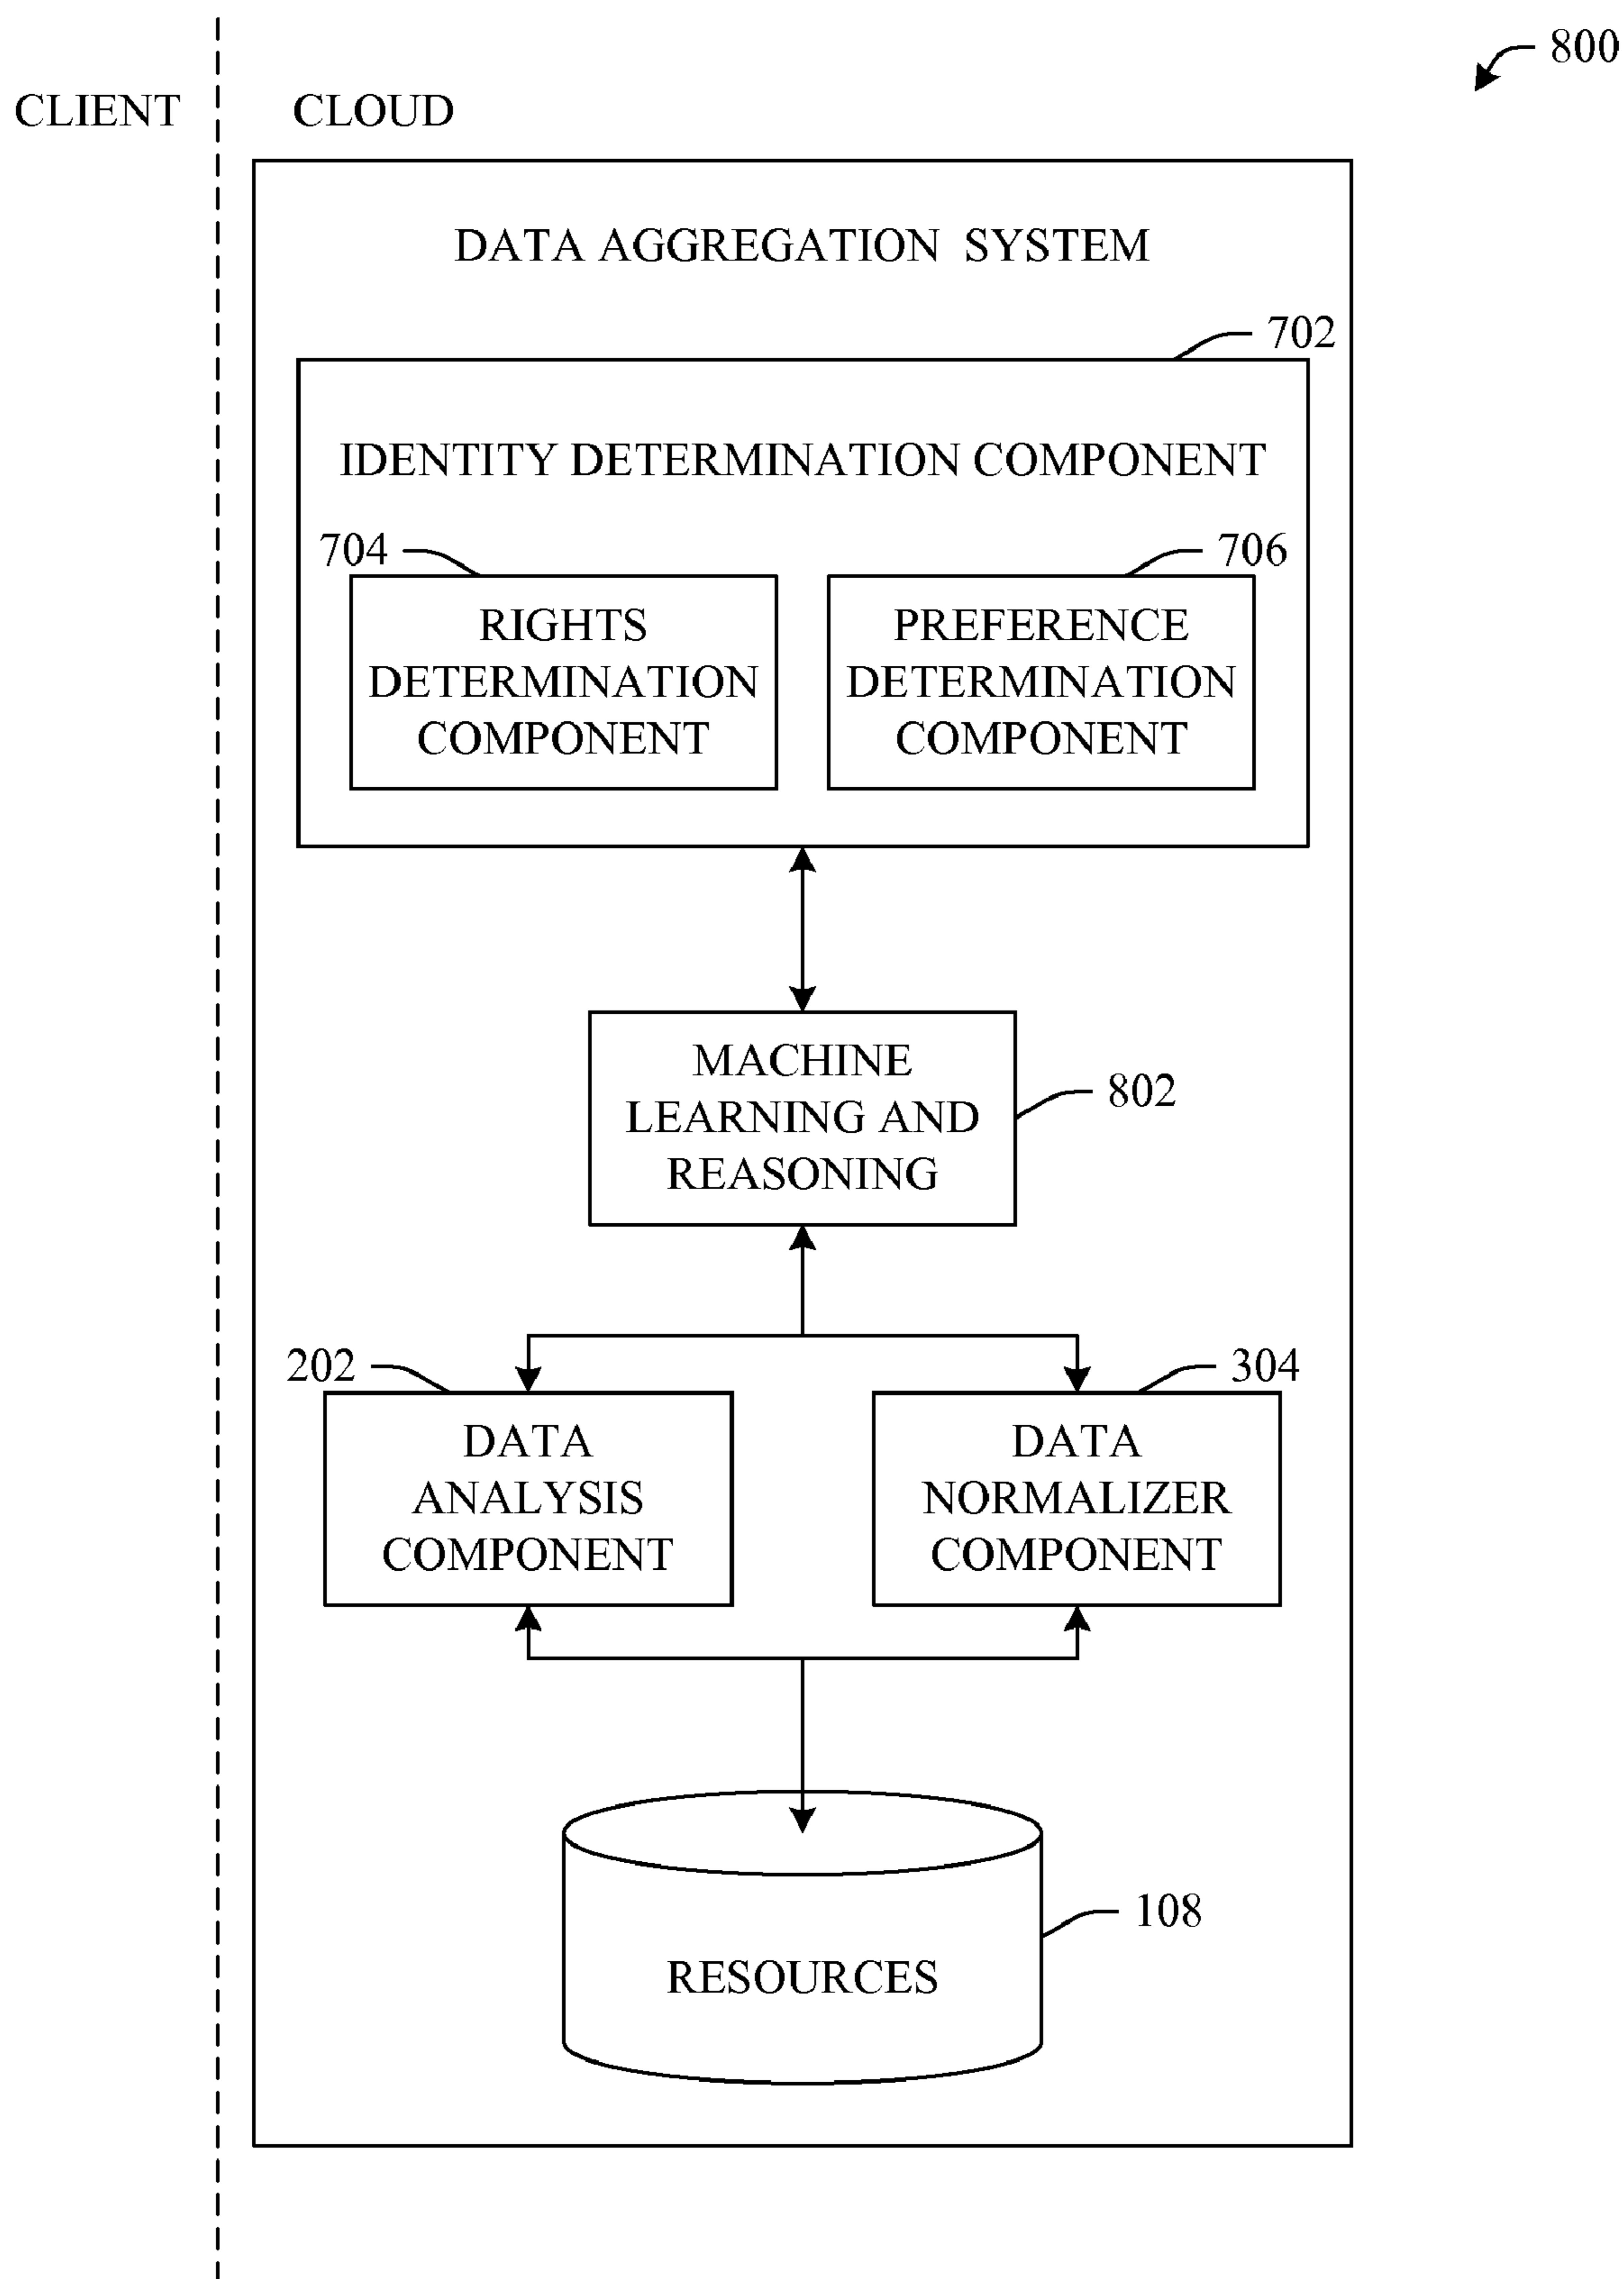 800
CLIENT
CLOUD
DATA AGGREGATION SYSTEM
702
IDENTITY DETERMINATION COMPONENT
704
706
RIGHTS
DETERMINATION
COMPONENT
PREFERENCE
DETERMINATION
COMPONENT
MACHINE
LEARNING AND
REASONING
802
202
304
DATA
ANALYSIS
COMPONENT
DATA
NORMALIZER
COMPONENT
108
RESOURCES